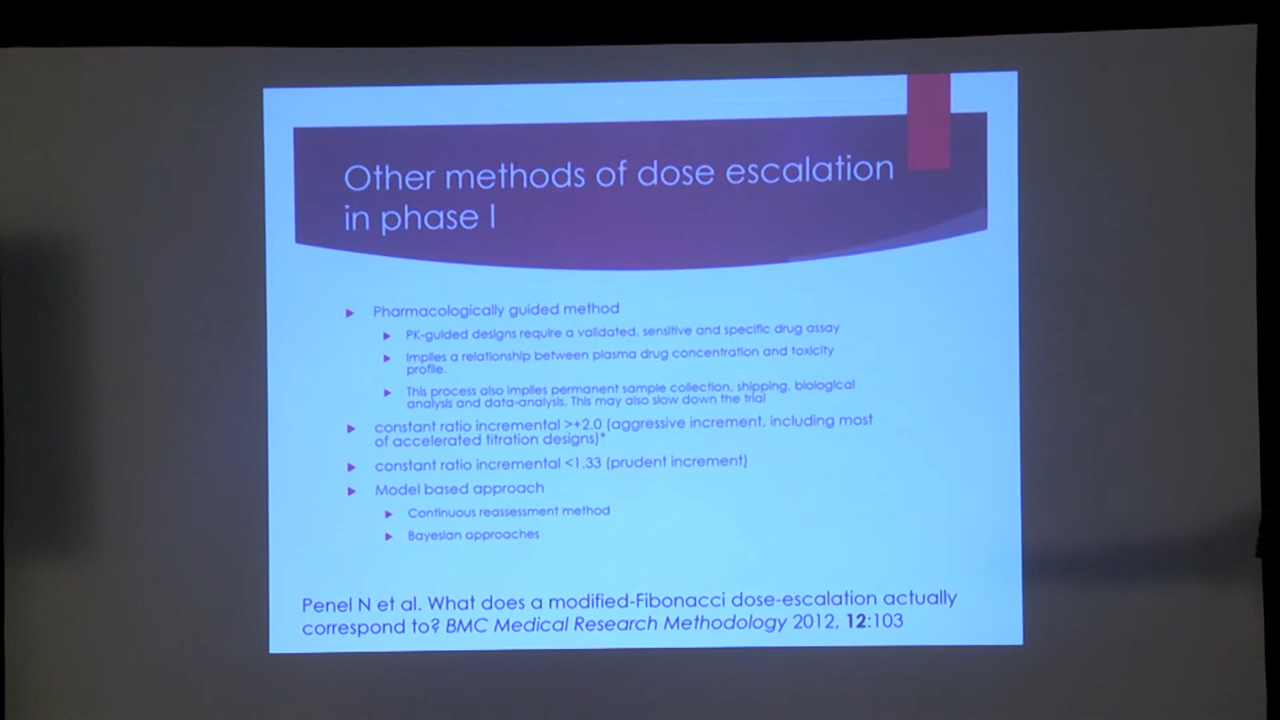 Other methods of dose escalation
in phase I
Pharmacologically guided method
PK-guided designs require a validated, sensitive and specific drug assay
Implies a relationship between plasma drug concentration and toxicity
profile.
This process also implies permanent sample collection, shipping, biological
analysis and data-analysis. This may also slow down the trial
constant ratio incremental >+2.0 (aggressive increment, including most
of accelerated titration designs)*
constant ratio incremental <1.33 (prudent increment)
Model based approach
Continuous reassessment method
Bayesian approaches
Penel N et al. What does a modified-Fibonacci dose-escalation actually
correspond to? BMC Medical Research Methodology 2012, 12:103